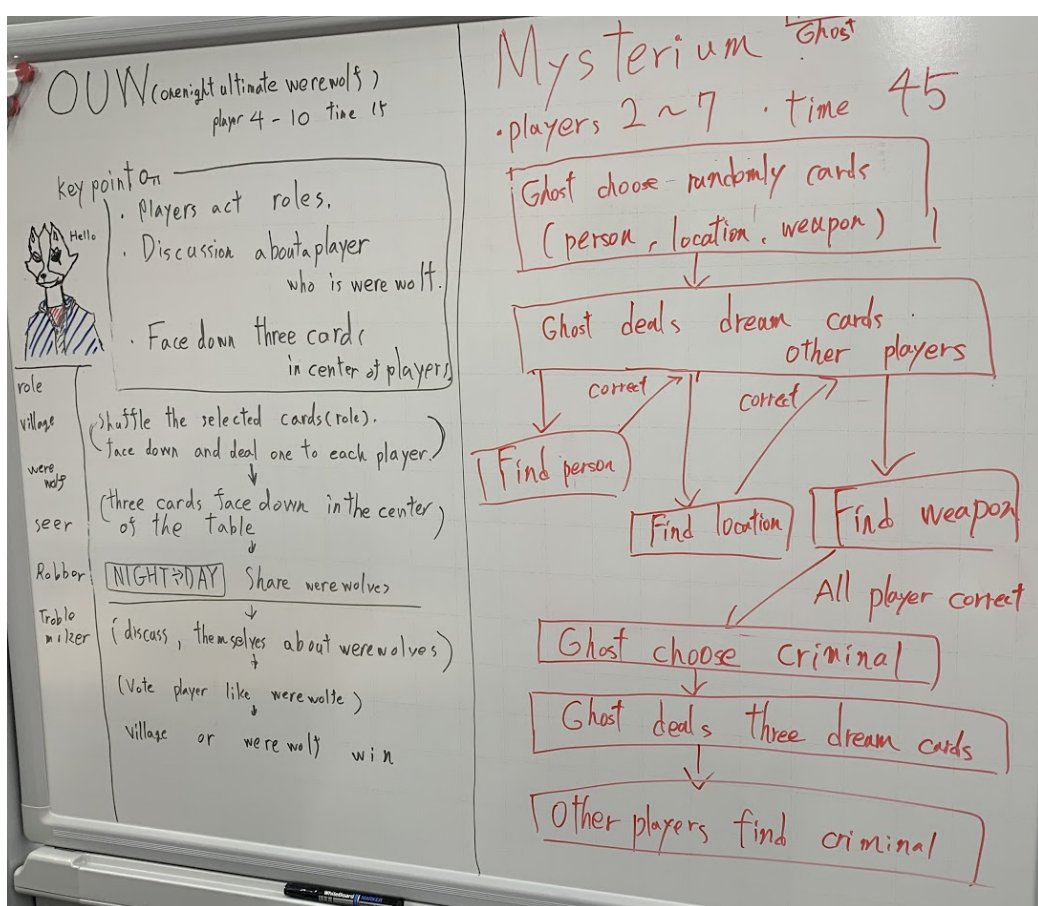 OUW (onenight ultimate werewolf)
player 4-10 time 15
key point on
· Players act roles.
Hello
· Discussion about a player
who is werewolf.
· Face down three cards
in center of players
role
village
were
wolf
seer
Robber
Troble
maker
(Shuffle the selected cards (role).
face down and deal one to each player.)
(three cards face down in the center
of the table)
NIGHT⇒DAY Share werewolves
(discuss, themselves about werewolves)
(Vote player like werewolfe)
village or werewolf win
Mysterium
Ghost
· players 2~7 · time 45
Ghost choose randomly cards
(person, location, weapon)
Ghost deals dream cards
other players
correct
correct
Find person
Find location
Find weapon
All player correct
Ghost choose criminal
Ghost deals three dream cards
Other players find criminal
WhiteBoard MARKER